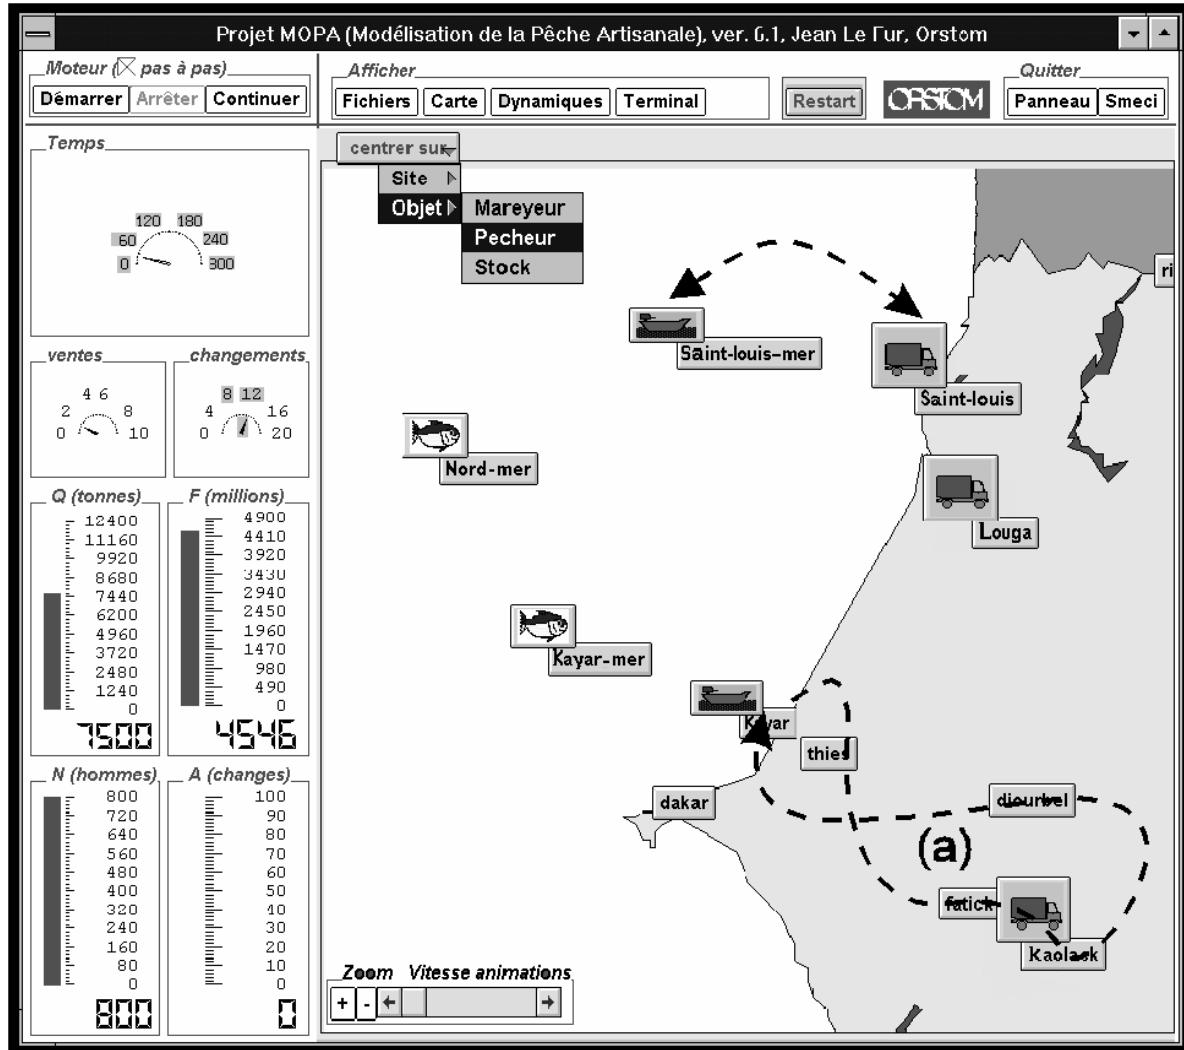 Projet MOPA (Modélisation de la Pêche Artisanale), ver. 6.1, Jean Le Fur, Orstom
Moteur (☒ pas à pas)
Démarrer Arrêter Continuer
Afficher
Fichiers Carte Dynamiques Terminal
Restart
ORSTOM
Quitter
Panneau Smeci
Temps
0 60 120 180 240 300
ventes
0 2 4 6 8 10
changements
0 4 8 12 16 20
Q (tonnes)
12400
11160
9920
8680
7440
6200
4960
3720
2480
1240
0
7500
F (millions)
4900
4410
3920
3430
2940
2450
1960
1470
980
490
0
4546
N (hommes)
800
720
640
560
480
400
320
240
160
80
0
800
A (changes)
100
90
80
70
60
50
40
30
20
10
0
0
centrer sur
Site
Objet
Mareyeur
Pecheur
Stock
ri
Saint-louis-mer
Saint-louis
Nord-mer
Louga
Kayar-mer
Kayar
thies
dakar
diourbel
(a)
fatick
Kaolack
Zoom Vitesse animations
+ -